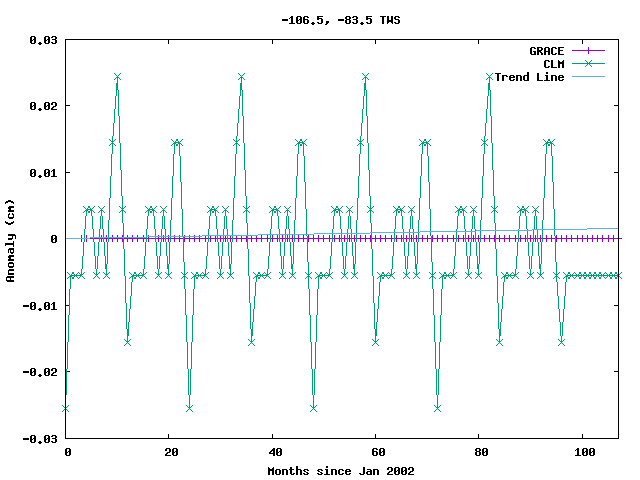 -106.5, -83.5 TWS
0.03
GRACE
CLM
Trend Line
0.02
0.01
0
-0.01
-0.02
-0.03
Anomaly (cm)
0 20 40 60 80 100
Months since Jan 2002